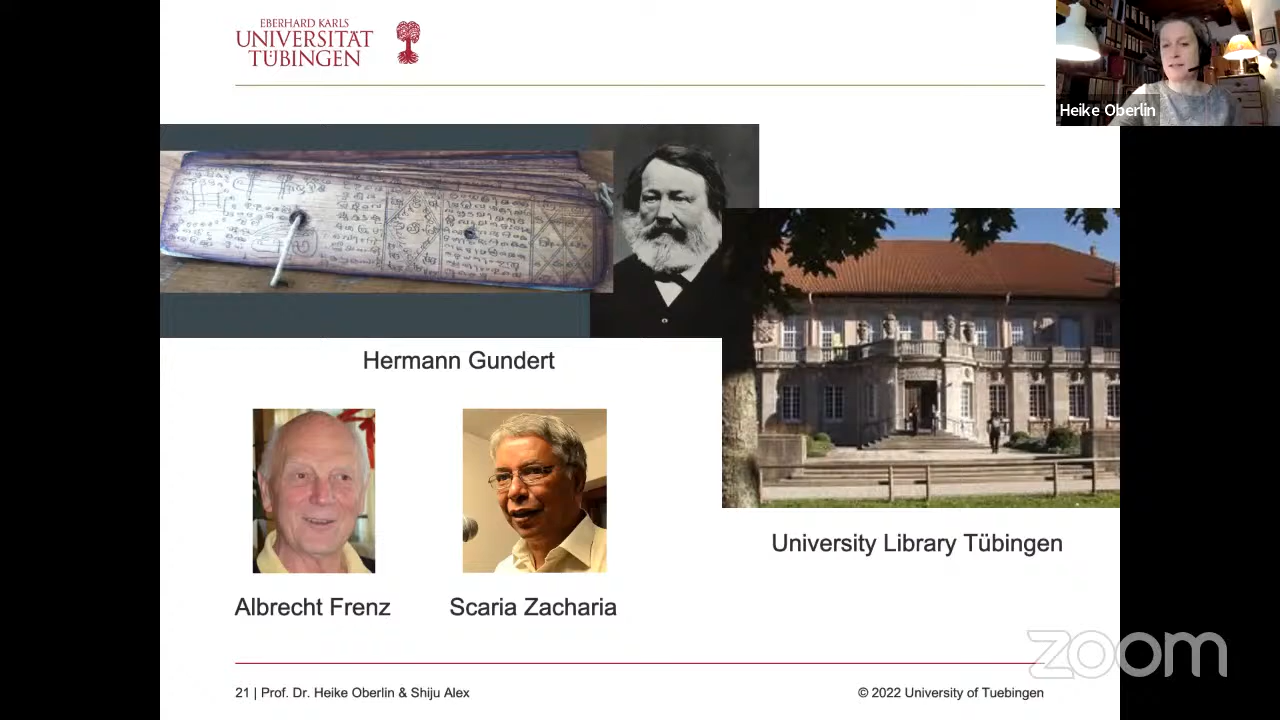 EBERHARD KARLS
UNIVERSITÄT
TÜBINGEN
Heike Oberlin
Hermann Gundert
University Library Tübingen
Albrecht Frenz
Scaria Zacharia
zoom
21 | Prof. Dr. Heike Oberlin & Shiju Alex
© 2022 University of Tuebingen